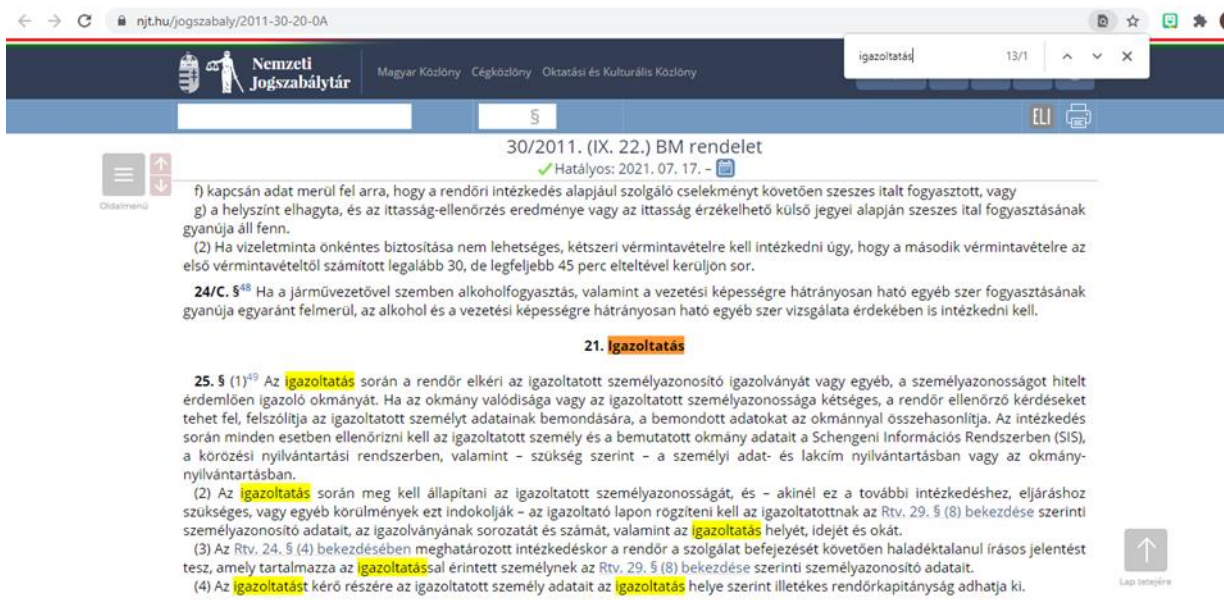 njt.hu/jogszabaly/2011-30-20-0A
igazoltatás 13/1
Nemzeti
Jogszabálytár
Magyar Közlöny Cégközlöny Oktatási és Kulturális Közlöny
§
ELI
30/2011. (IX. 22.) BM rendelet
Hatályos: 2021. 07. 17. –
Oldalmenü
f) kapcsán adat merül fel arra, hogy a rendőri intézkedés alapjául szolgáló cselekményt követően szeszes italt fogyasztott, vagy
g) a helyszínt elhagyta, és az ittasság-ellenőrzés eredménye vagy az ittasság érzékelhető külső jegyei alapján szeszes ital fogyasztásának
gyanúja áll fenn.
(2) Ha vizeletminta önkéntes biztosítása nem lehetséges, kétszeri vérmintavételre kell intézkedni úgy, hogy a második vérmintavételre az
első vérmintavételtől számított legalább 30, de legfeljebb 45 perc elteltével kerüljön sor.
24/C. §48 Ha a járművezetővel szemben alkoholfogyasztás, valamint a vezetési képességre hátrányosan ható egyéb szer fogyasztásának
gyanúja egyaránt felmerül, az alkohol és a vezetési képességre hátrányosan ható egyéb szer vizsgálata érdekében is intézkedni kell.
21. Igazoltatás
25. § (1)49 Az igazoltatás során a rendőr elkéri az igazoltatott személyazonosító igazolványát vagy egyéb, a személyazonosságot hitelt
érdemlően igazoló okmányát. Ha az okmány valódisága vagy az igazoltatott személyazonossága kétséges, a rendőr ellenőrző kérdéseket
tehet fel, felszólítja az igazoltatott személyt adatainak bemondására, a bemondott adatokat az okmánnyal összehasonlítja. Az intézkedés
során minden esetben ellenőrizni kell az igazoltatott személy és a bemutatott okmány adatait a Schengeni Információs Rendszerben (SIS),
a körözési nyilvántartási rendszerben, valamint – szükség szerint – a személyi adat- és lakcím nyilvántartásban vagy az okmány-
nyilvántartásban.
(2) Az igazoltatás során meg kell állapítani az igazoltatott személyazonosságát, és – akinél ez a további intézkedéshez, eljáráshoz
szükséges, vagy egyéb körülmények ezt indokolják – az igazoltató lapon rögzíteni kell az igazoltatottnak az Rtv. 29. § (8) bekezdése szerinti
személyazonosító adatait, az igazolványának sorozatát és számát, valamint az igazoltatás helyét, idejét és okát.
(3) Az Rtv. 24. § (4) bekezdésében meghatározott intézkedéskor a rendőr a szolgálat befejezését követően haladéktalanul írásos jelentést
tesz, amely tartalmazza az igazoltatással érintett személynek az Rtv. 29. § (8) bekezdése szerinti személyazonosító adatait.
(4) Az igazoltatást kérő részére az igazoltatott személy adatait az igazoltatás helye szerint illetékes rendőrkapitányság adhatja ki.
Lap tetejére